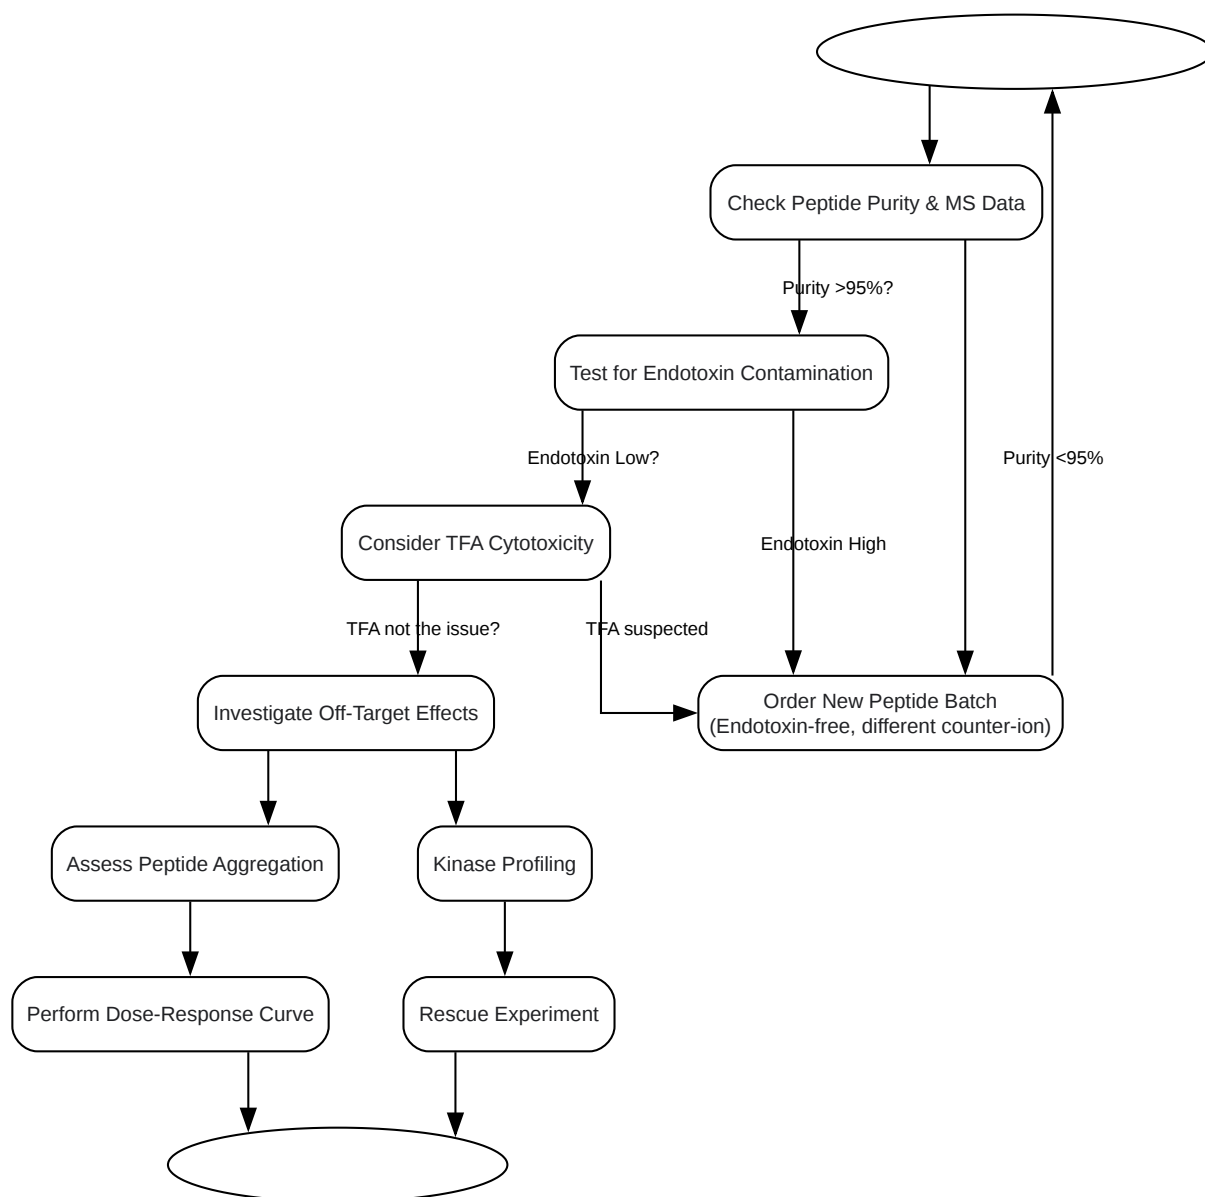 Check Peptide Purity & MS Data
Purity >95%?
Test for Endotoxin Contamination
Endotoxin Low?
Purity <95%
Consider TFA Cytotoxicity
Endotoxin High
TFA not the issue?
TFA suspected
Investigate Off-Target Effects
Order New Peptide Batch
(Endotoxin-free, different counter-ion)
Assess Peptide Aggregation
Kinase Profiling
Perform Dose-Response Curve
Rescue Experiment